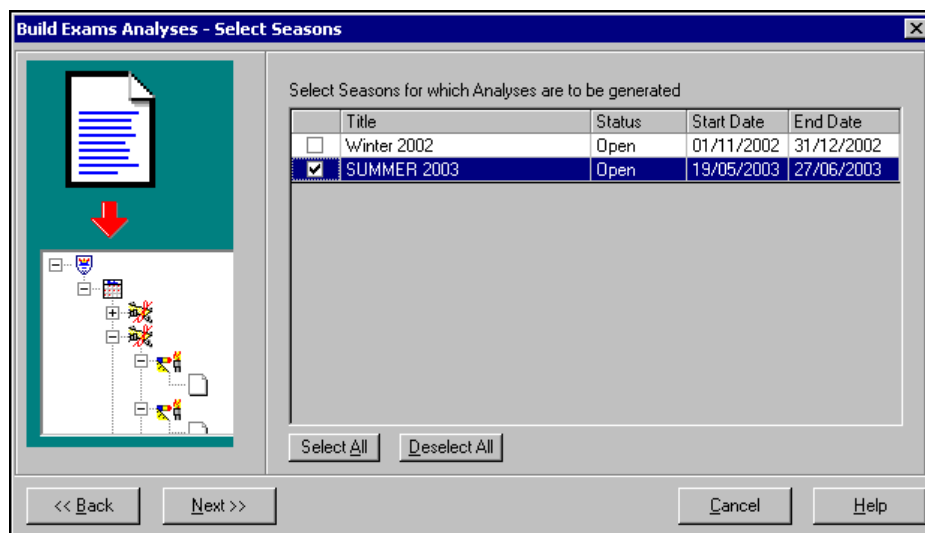 Build Exams Analyses - Select Seasons
Select Seasons for which Analyses are to be generated
Title Status Start Date End Date
Winter 2002 Open 01/11/2002 31/12/2002
SUMMER 2003 Open 19/05/2003 27/06/2003
Select All Deselect All
<< Back Next >> Cancel Help